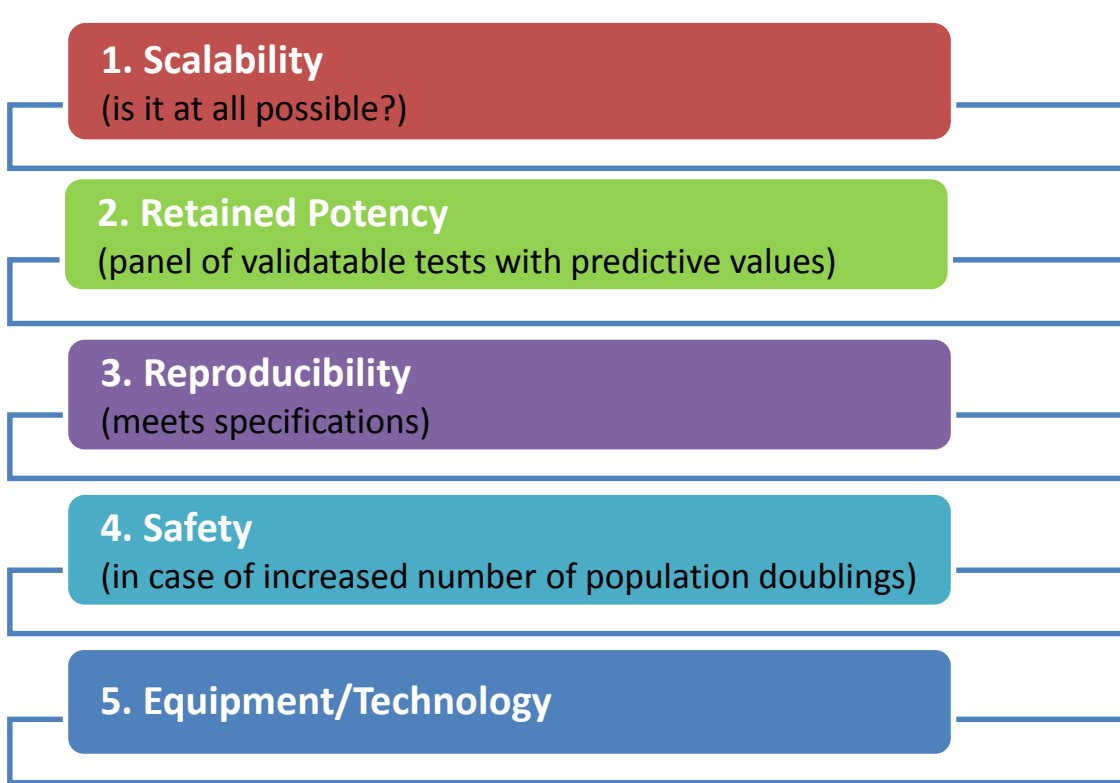 1. Scalability
(is it at all possible?)
2. Retained Potency
(panel of validatable tests with predictive values)
3. Reproducibility
(meets specifications)
4. Safety
(in case of increased number of population doublings)
5. Equipment/Technology